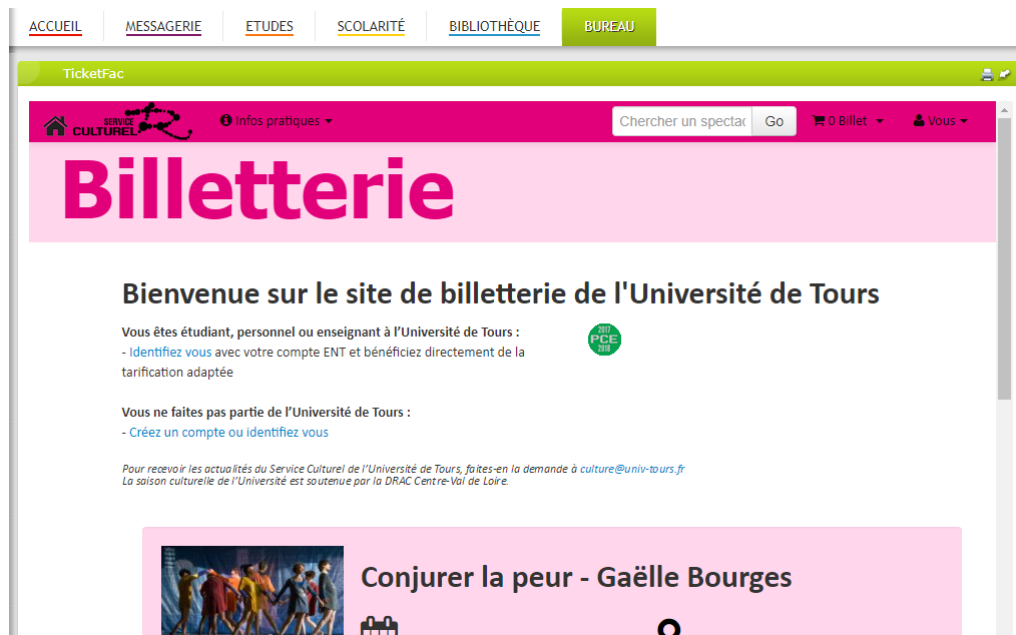 ACCUEIL MESSAGERIE ETUDES SCOLARITÉ BIBLIOTHÈQUE BUREAU
TicketFac
SERVICE
CULTUREL
Infos pratiques
Chercher un spectac Go
0 Billet
Vous
Billetterie
Bienvenue sur le site de billetterie de l'Université de Tours
Vous êtes étudiant, personnel ou enseignant à l'Université de Tours :
- Identifiez vous avec votre compte ENT et bénéficiez directement de la
tarification adaptée
2017
PCE
2018
Vous ne faites pas partie de l'Université de Tours :
- Créez un compte ou identifiez vous
Pour recevoir les actualités du Service Culturel de l'Université de Tours, faites-en la demande à culture@univ-tours.fr
La saison culturelle de l'Université est soutenue par la DRAC Centre-Val de Loire.
Conjurer la peur - Gaëlle Bourges